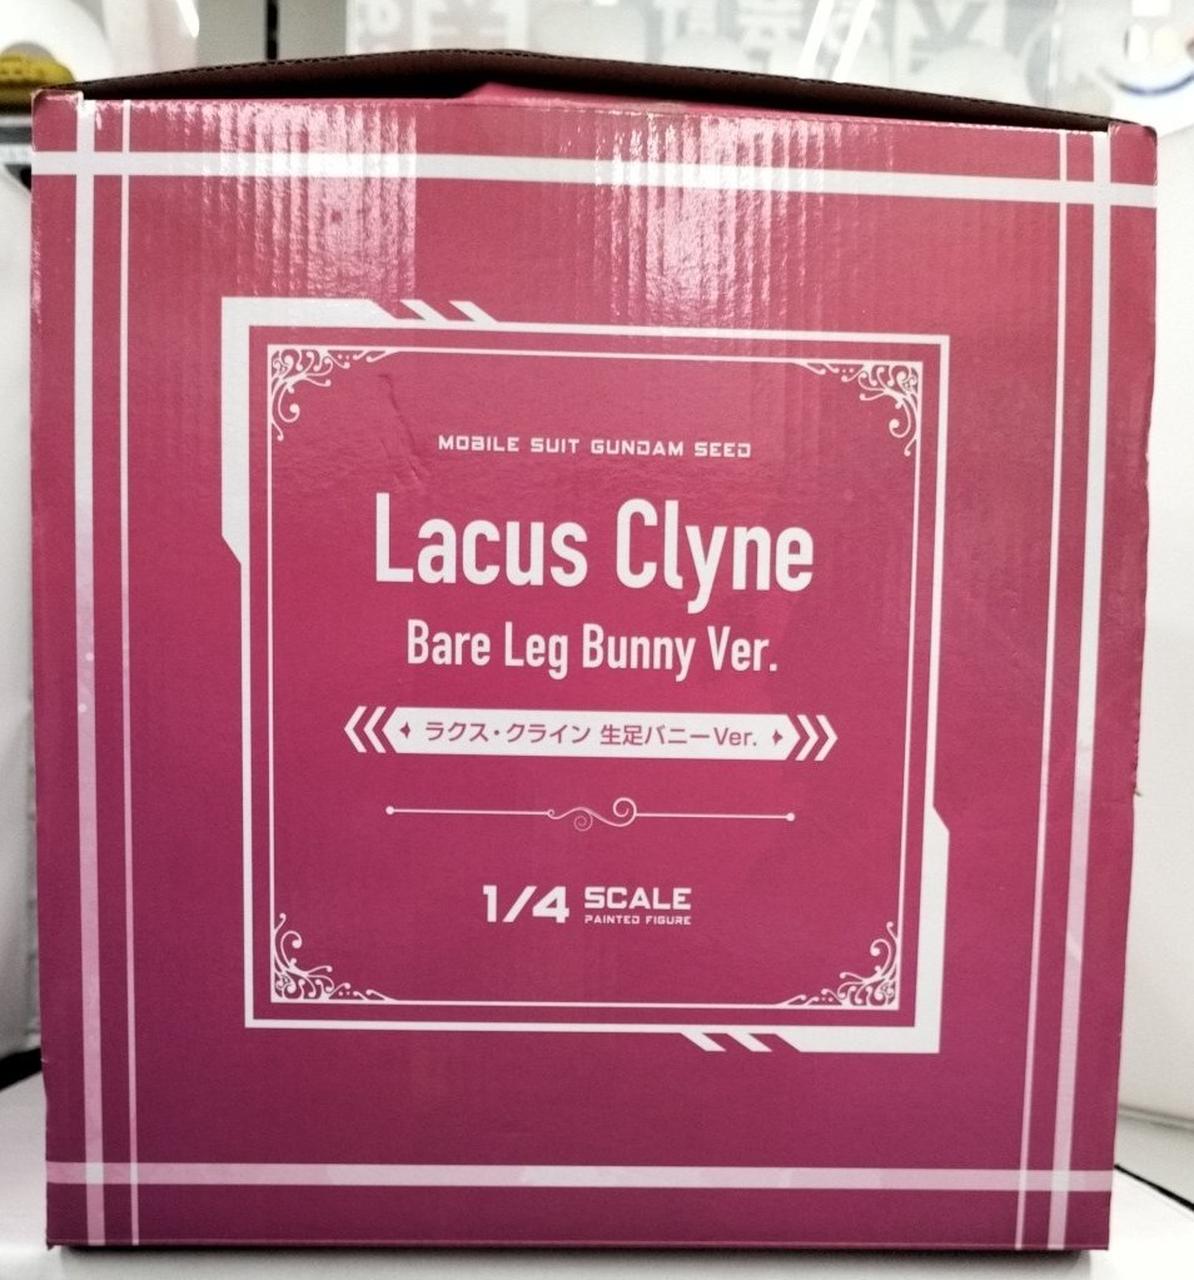 MOBILE SUIT GUNDAM SEED
Lacus Clyne
Bare Leg Bunny Ver.
ラクス・クライン 生足バニーVer.
1/4 SCALE
PAINTED FIGURE